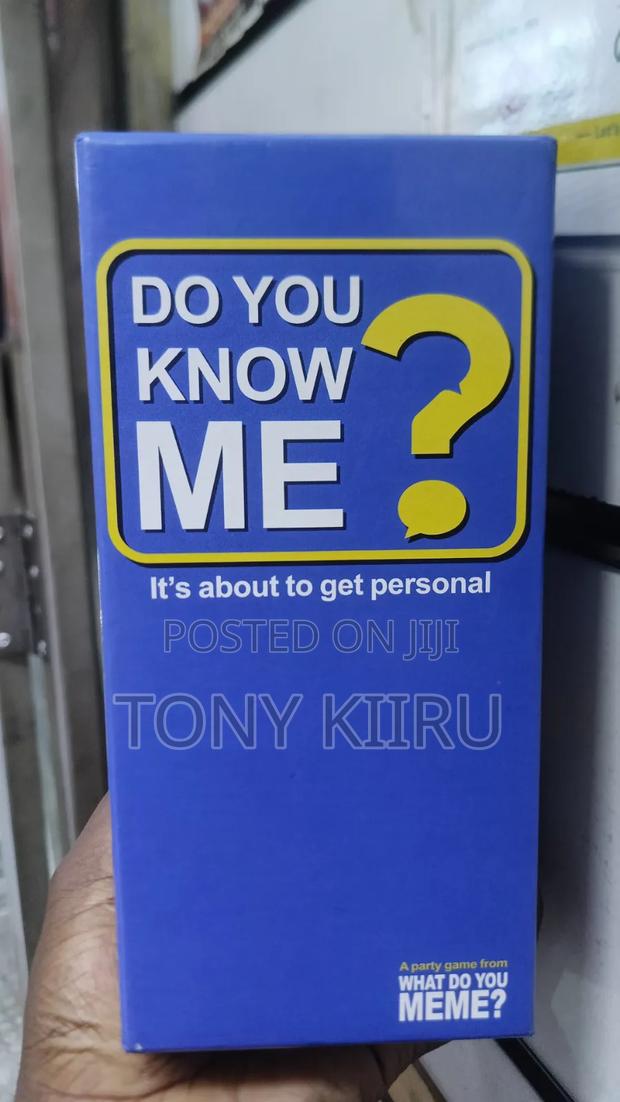 DO YOU
KNOW
ME?
It's about to get personal
POSTED ON JIJI
TONY KIIRU
A party game from
WHAT DO YOU
MEME?